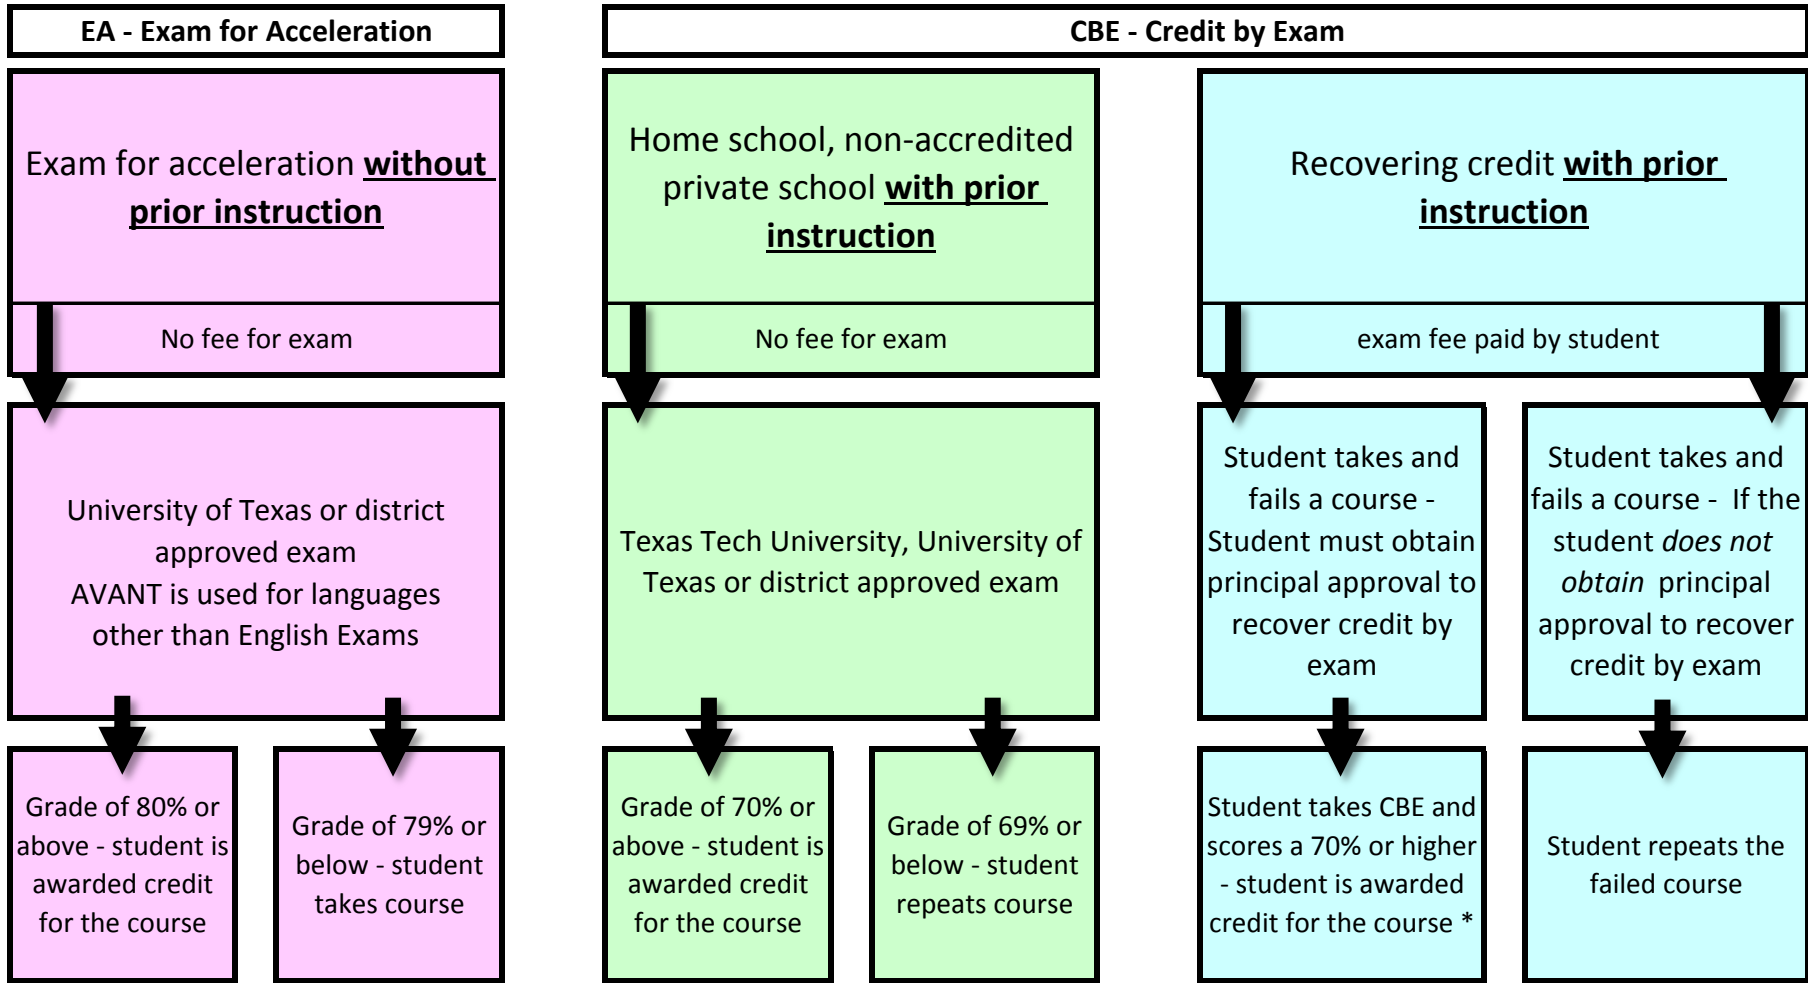 EA - Exam for Acceleration
CBE - Credit by Exam
Exam for acceleration without
prior instruction
No fee for exam
Home school, non-accredited
private school with prior
instruction
No fee for exam
Recovering credit with prior
instruction
exam fee paid by student
University of Texas or district
approved exam
AVANT is used for languages
other than English Exams
Texas Tech University, University of
Texas or district approved exam
Student takes and
fails a course -
Student must obtain
principal approval to
recover credit by
exam
Student takes and
fails a course - If the
student does not
obtain principal
approval to recover
credit by exam
Grade of 80% or
above - student is
awarded credit
for the course
Grade of 79% or
below - student
takes course
Grade of 70% or
above - student is
awarded credit
for the course
Grade of 69% or
below - student
repeats course
Student takes CBE and
scores a 70% or higher
- student is awarded
credit for the course *
Student repeats the
failed course